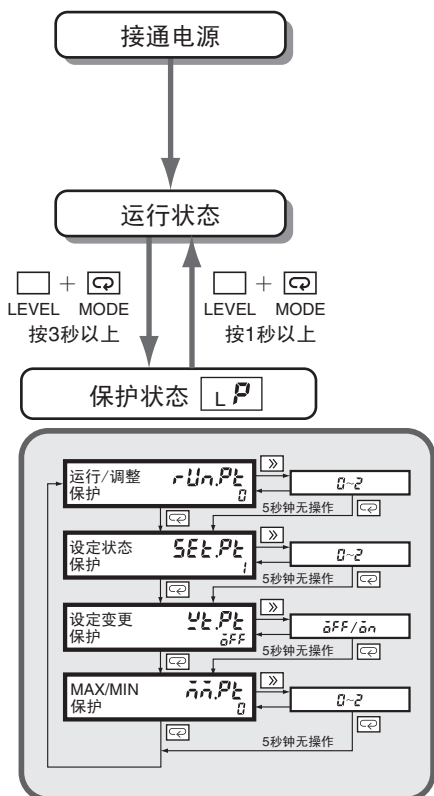 接通电源
运行状态
+ +
LEVEL MODE LEVEL MODE
按3秒以上 按1秒以上
保护状态 L P
运行/调整
保护
rUn.Pt
0
0~2
5秒钟无操作
设定状态
保护
SEt.Pt
1
0~2
5秒钟无操作
设定变更
保护
Yt.Pt
oFF
oFF/on
5秒钟无操作
MAX/MIN
保护
0
0~2
5秒钟无操作